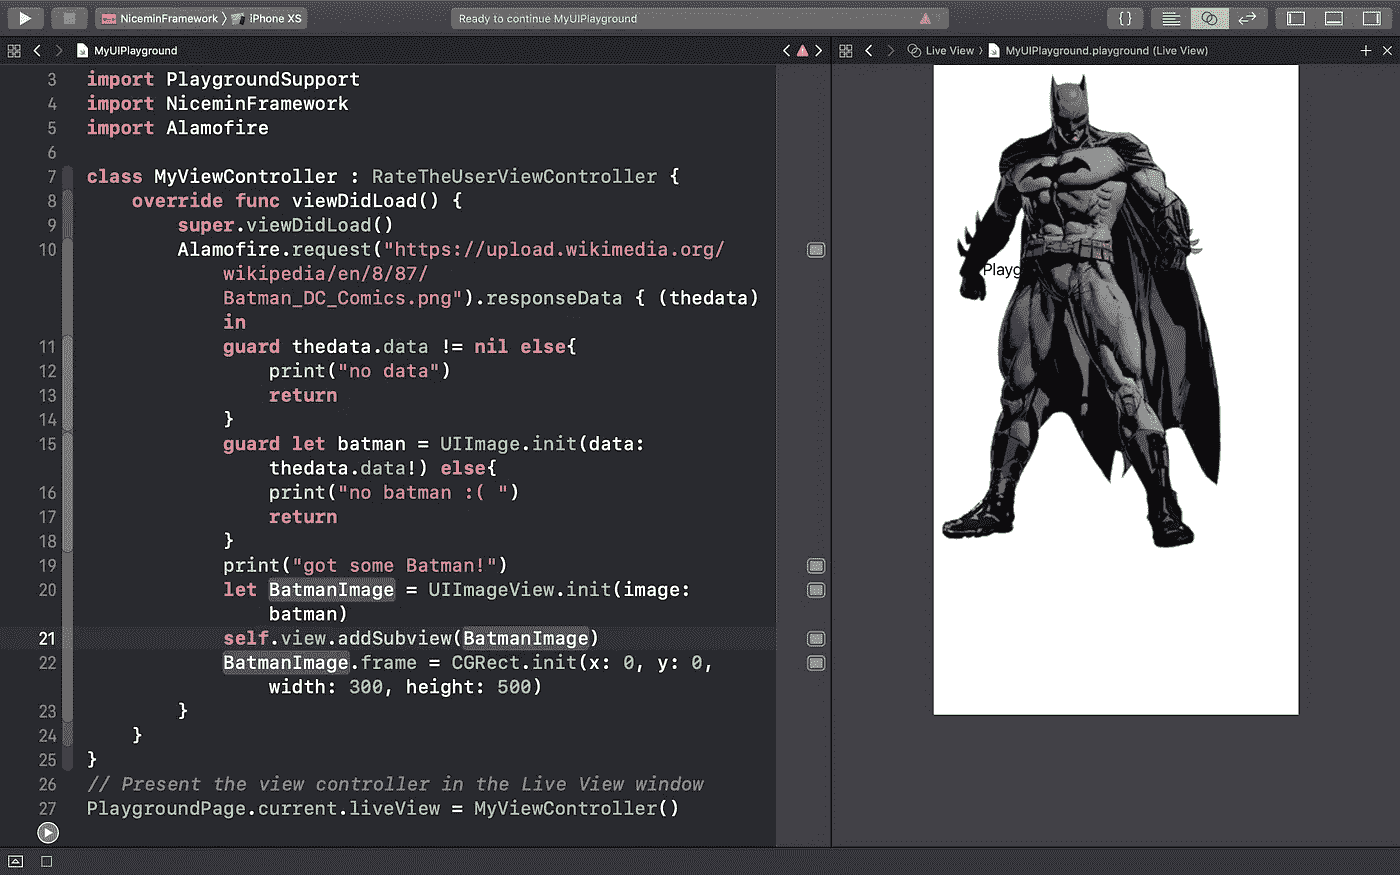 NiceminFramework 〉 iPhone XS
Ready to continue MyUIPlayground
{}
MyUIPlayground
Live View 〉 MyUIPlayground.playground (Live View)
3 import PlaygroundSupport
4 import NiceminFramework
5 import Alamofire
6
7 class MyViewController : RateTheUserViewController {
8 override func viewDidLoad() {
9 super.viewDidLoad()
10 Alamofire.request("https://upload.wikimedia.org/
wikipedia/en/8/87/
Batman_DC_Comics.png").responseData { (thedata)
in
11 guard thedata.data != nil else{
12 print("no data")
13 return
14 }
15 guard let batman = UIImage.init(data:
thedata.data!) else{
16 print("no batman :( ")
17 return
18 }
19 print("got some Batman!")
20 let BatmanImage = UIImageView.init(image:
batman)
21 self.view.addSubview(BatmanImage)
22 BatmanImage.frame = CGRect.init(x: 0, y: 0,
width: 300, height: 500)
23 }
24 }
25 }
26 // Present the view controller in the Live View window
27 PlaygroundPage.current.liveView = MyViewController()
Playg